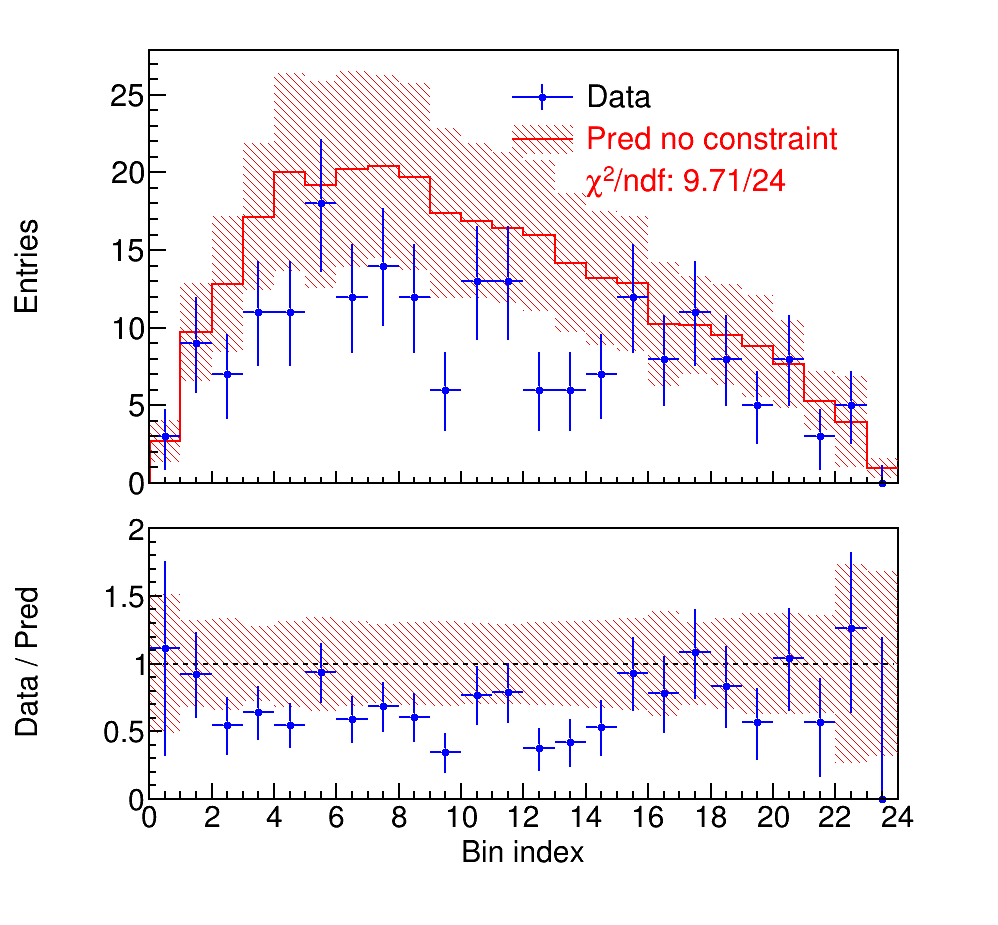 Entries
25
20
15
10
5
0
Data
Pred no constraint
χ²/ndf: 9.71/24
Data / Pred
2
1.5
1
0.5
0
0 2 4 6 8 10 12 14 16 18 20 22 24
Bin index